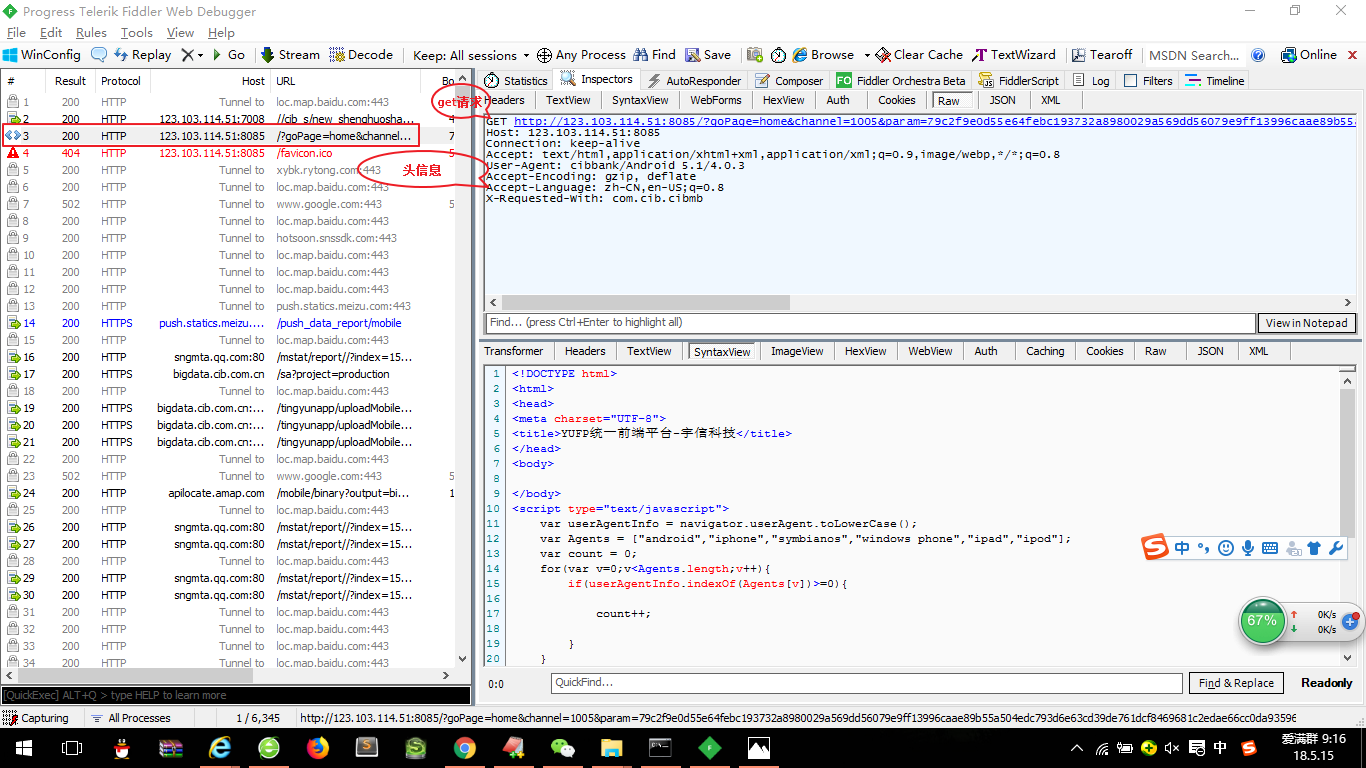 Progress Telerik Fiddler Web Debugger
File Edit Rules Tools View Help
WinConfig Replay Go Stream Decode Keep: All sessions Any Process Find Save Browse Clear Cache TextWizard Tearoff MSDN Search... Online
# Result Protocol Host URL Bo
1 200 HTTP Tunnel to loc.map.baidu.com:443
2 200 HTTP 123.103.114.51:7008 //cib_s/new_shenghuosha... 4
3 200 HTTP 123.103.114.51:8085 /?goPage=home&channel... 7
4 404 HTTP 123.103.114.51:8085 /favicon.ico 5
5 200 HTTP Tunnel to xybk.rytong.com:443
6 200 HTTP Tunnel to loc.map.baidu.com:443
7 502 HTTP Tunnel to www.google.com:443 5
8 200 HTTP Tunnel to loc.map.baidu.com:443
9 200 HTTP Tunnel to hotsoon.snssdk.com:443
10 200 HTTP Tunnel to loc.map.baidu.com:443
11 200 HTTP Tunnel to loc.map.baidu.com:443
12 200 HTTP Tunnel to loc.map.baidu.com:443
13 200 HTTP Tunnel to push.statics.meizu.com:443
14 200 HTTPS push.statics.meizu.... /push_data_report/mobile
15 200 HTTP Tunnel to loc.map.baidu.com:443
16 200 HTTP sngmta.qq.com:80 /mstat/report//?index=15...
17 200 HTTP bigdata.cib.com.cn /sa?project=production
18 200 HTTP Tunnel to loc.map.baidu.com:443
19 200 HTTPS bigdata.cib.com.cn:... /tingyunapp/uploadMobile...
20 200 HTTPS bigdata.cib.com.cn:... /tingyunapp/uploadMobile...
21 200 HTTPS bigdata.cib.com.cn:... /tingyunapp/uploadMobile...
22 200 HTTP Tunnel to loc.map.baidu.com:443
23 502 HTTP Tunnel to www.google.com:443 5
24 200 HTTP apilocate.amap.com /mobile/binary?output=bi... 1
25 200 HTTP Tunnel to loc.map.baidu.com:443
26 200 HTTP sngmta.qq.com:80 /mstat/report//?index=15...
27 200 HTTP sngmta.qq.com:80 /mstat/report//?index=15...
28 200 HTTP Tunnel to loc.map.baidu.com:443
29 200 HTTP sngmta.qq.com:80 /mstat/report//?index=15...
30 200 HTTP sngmta.qq.com:80 /mstat/report//?index=15...
31 200 HTTP Tunnel to loc.map.baidu.com:443
32 200 HTTP Tunnel to loc.map.baidu.com:443
33 200 HTTP Tunnel to loc.map.baidu.com:443
34 200 HTTP Tunnel to loc.map.baidu.com:443
[QuickExec] ALT+Q > type HELP to learn more
get请求
头信息
Statistics Inspectors AutoResponder Composer FO Fiddler Orchestra Beta FiddlerScript Log Filters Timeline
Headers TextView SyntaxView WebForms HexView Auth Cookies Raw JSON XML
GET http://123.103.114.51:8085/?goPage=home&channel=1005&param=79c2f9e0d55e64febc193732a8980029a569dd56079e9ff13996caae89b55a
Host: 123.103.114.51:8085
Connection: keep-alive
Accept: text/html,application/xhtml+xml,application/xml;q=0.9,image/webp,*/*;q=0.8
User-Agent: cibbank/Android 5.1/4.0.3
Accept-Encoding: gzip, deflate
Accept-Language: zh-CN,en-US;q=0.8
X-Requested-With: com.cib.cibmb
Find... (press Ctrl+Enter to highlight all) View in Notepad
Transformer Headers TextView SyntaxView ImageView HexView WebView Auth Caching Cookies Raw JSON XML
1 <!DOCTYPE html>
2 <html>
3 <head>
4 <meta charset="UTF-8">
5 <title>YUFP统一前端平台-宇信科技</title>
6 </head>
7 <body>
8
9 </body>
10 <script type="text/javascript">
11 var userAgentInfo = navigator.userAgent.toLowerCase();
12 var Agents = ["android","iphone","symbianos","windows phone","ipad","ipod"];
13 var count = 0;
14 for(var v=0;v<Agents.length;v++){
15 if(userAgentInfo.indexOf(Agents[v])>=0){
16
17 count++;
18
19 }
20 }
中
67% 0K/s
0K/s
0:0 QuickFind... Find & Replace Readonly
Capturing All Processes 1 / 6,345 http://123.103.114.51:8085/?goPage=home&channel=1005&param=79c2f9e0d55e64febc193732a8980029a569dd56079e9ff13996caae89b55a504edc793d6e63cd39de761dcf8469681c2edae66cc0da93596
中
爱满群 9:16
18.5.15